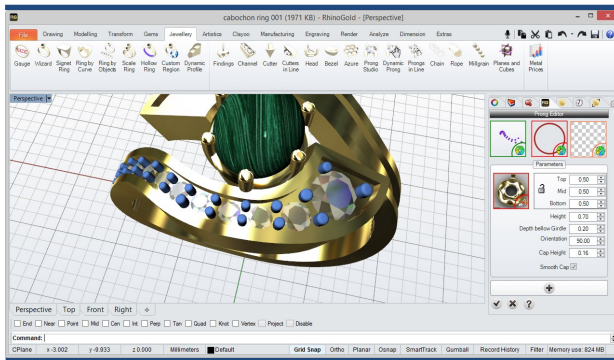 cabochon ring 001 (1971 KB) - RhinoGold - [Perspective]
File Drawing Modelling Transform Gems Jewellery Artistics Clayoo Manufacturing Engraving Render Analyze Dimension Extras
Gauge Wizard Signet Ring Ring by Curve Ring by Objects Scale Ring Hollow Ring Custom Region Dynamic Profile Findings Channel Cutter Cutters in Line Head Bezel Azure Prong Studio Dynamic Prong Prongs in Line Chain Rope Millgrain Planes and Cubes Metal Prices
Perspective
Prong Editor
Parameters
Top 0.50
Mid 0.50
Bottom 0.50
Height 0.70
Depth bellow Girdle 0.20
Orientation 90.00
Cap Height 0.16
Smooth Cap
Perspective Top Front Right
End Near Point Mid Cen Int Perp Tan Quad Knot Vertex Project Disable
Command:
CPlane x -3.002 y -9.933 z 0.000 Millimeters Default Grid Snap Ortho Planar Osnap SmartTrack Gumball Record History Filter Memory use: 824 MB